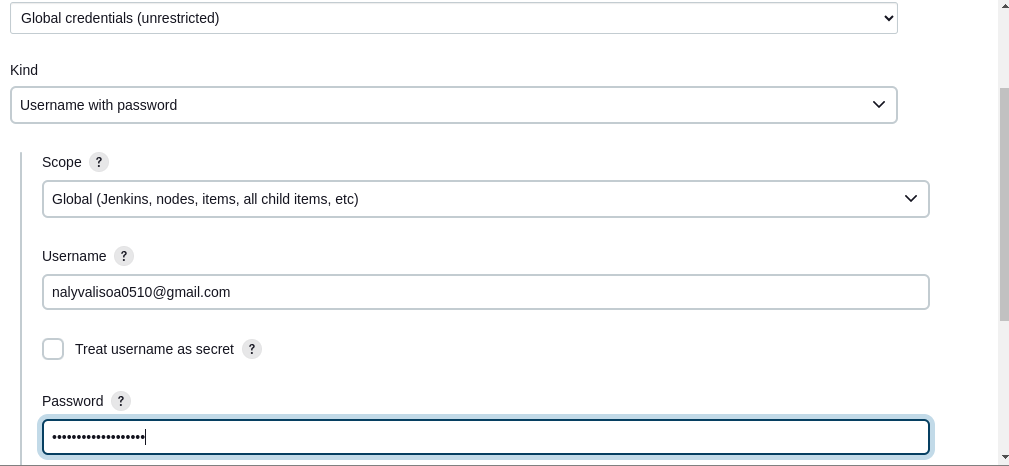 Global credentials (unrestricted)
Kind
Username with password
Scope ?
Global (Jenkins, nodes, items, all child items, etc)
Username ?
nalyvalisoa0510@gmail.com
Treat username as secret ?
Password ?
•••••••••••••••••••